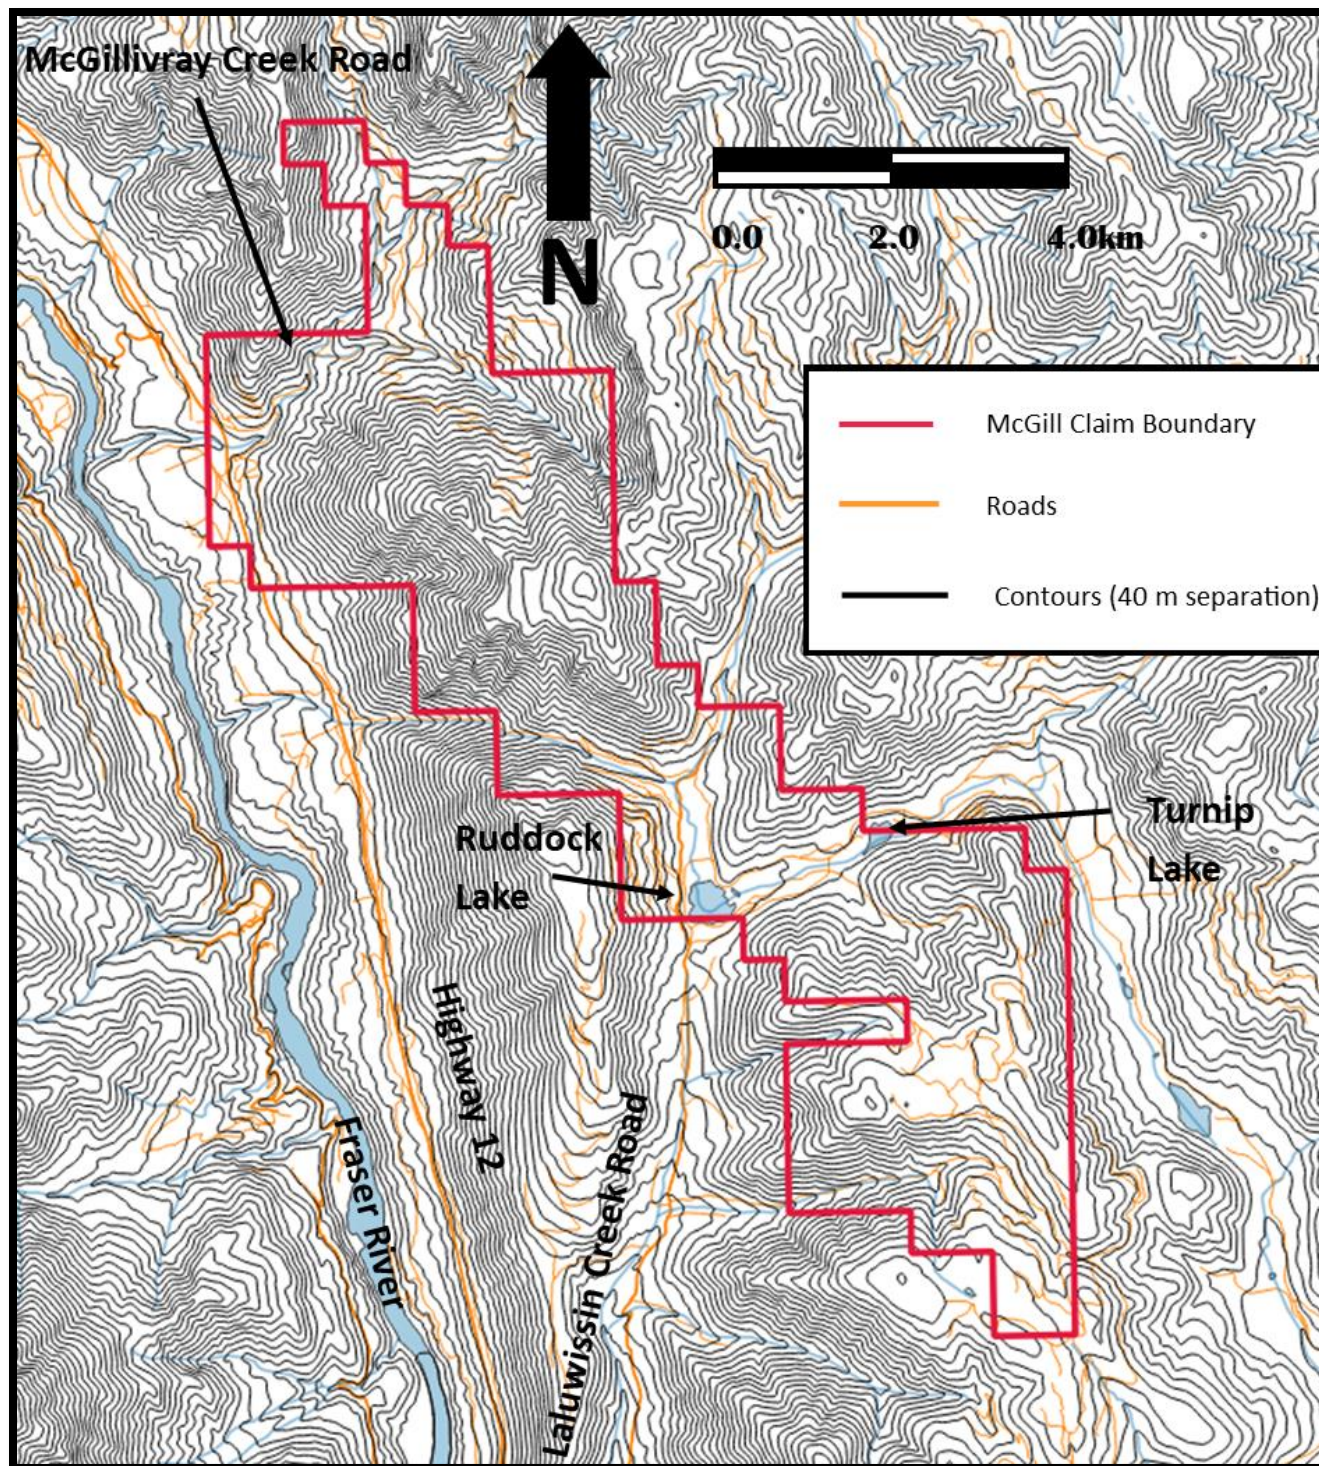 McGillivray Creek Road
N
0.0 2.0 4.0km
McGill Claim Boundary
Roads
Contours (40 m separation)
Ruddock
Lake
Turnip
Lake
Highway 12
Fraser River
Laluwissin Creek Road